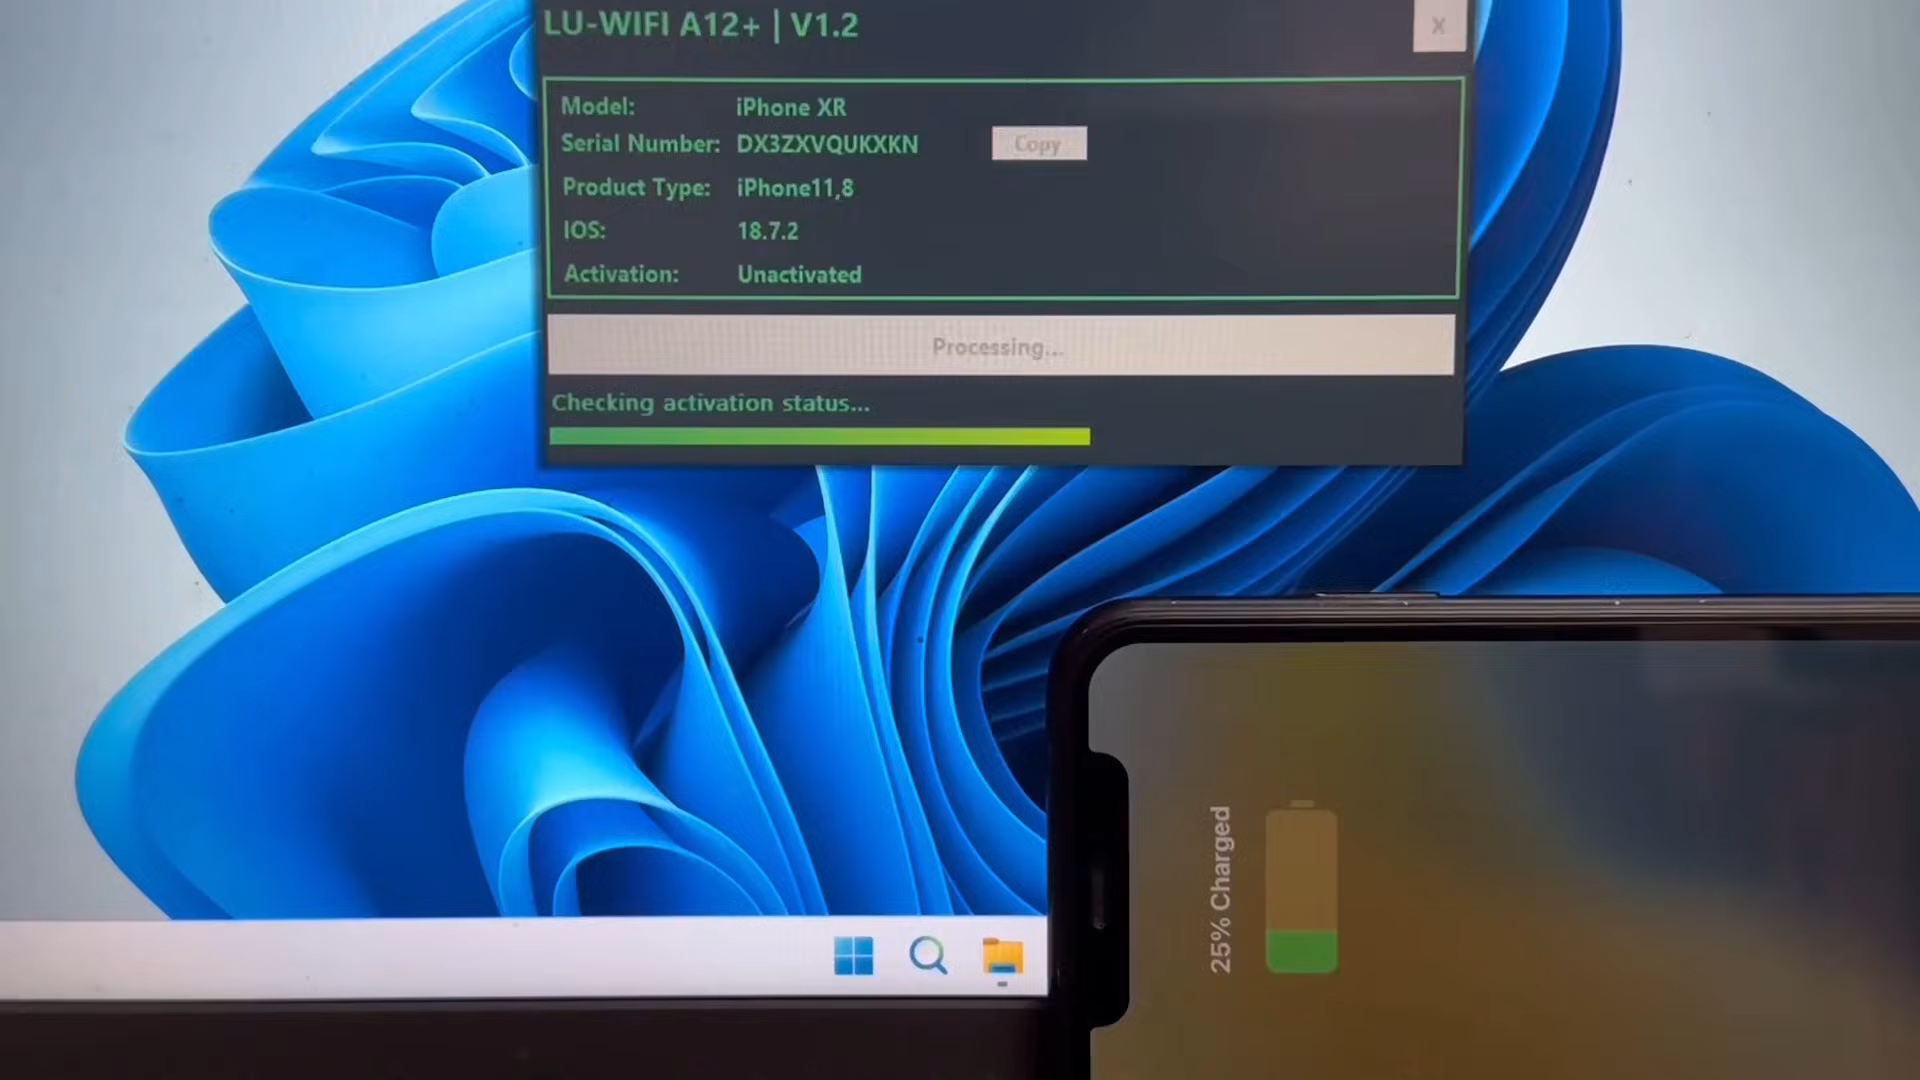 LU-WIFI A12+ | V1.2
X
Model: iPhone XR
Serial Number: DX3ZXVQUKXKN Copy
Product Type: iPhone11,8
IOS: 18.7.2
Activation: Unactivated
Processing...
Checking activation status...
25% Charged